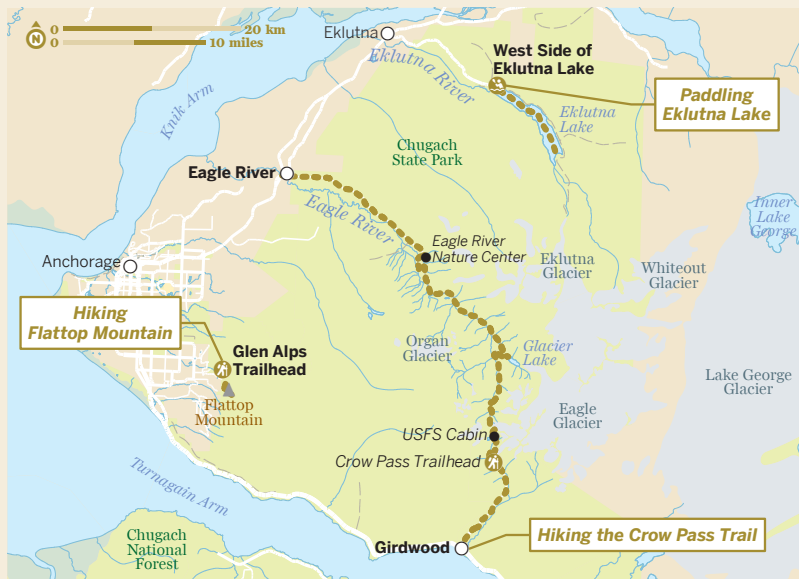 0
20 km
N
0
10 miles
Eklutna
Eklutna River
West Side of
Eklutna Lake
Paddling
Eklutna Lake
Eklutna
Lake
Knik Arm
Chugach
State Park
Eagle River
Eagle River
Inner
Lake
George
Eagle River
Nature Center
Anchorage
Eklutna
Glacier
Whiteout
Glacier
Hiking
Flattop Mountain
Glen Alps
Trailhead
Organ
Glacier
Glacier
Lake
Lake George
Glacier
Flattop
Mountain
Eagle
Glacier
USFS Cabin
Crow Pass Trailhead
Turnagain Arm
Chugach
National
Forest
Girdwood
Hiking the Crow Pass Trail